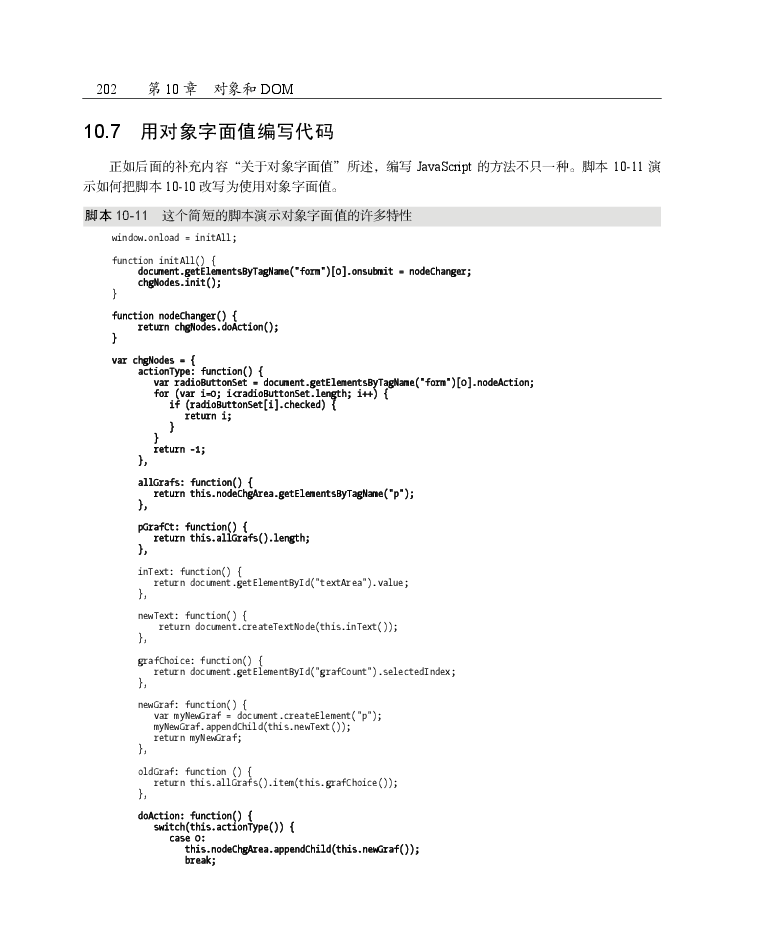 202 第 10 章 对象和 DOM
10.7 用对象字面值编写代码
正如后面的补充内容“关于对象字面值”所述，编写 JavaScript 的方法不只一种。脚本 10-11 演
示如何把脚本 10-10 改写为使用对象字面值。
脚本 10-11 这个简短的脚本演示对象字面值的许多特性
window.onload = initAll;
function initAll() {
document.getElementsByTagName("form")[0].onsubmit = nodeChanger;
chgNodes.init();
}
function nodeChanger() {
return chgNodes.doAction();
}
var chgNodes = {
actionType: function() {
var radioButtonSet = document.getElementsByTagName("form")[0].nodeAction;
for (var i=0; i<radioButtonSet.length; i++) {
if (radioButtonSet[i].checked) {
return i;
}
}
return -1;
},
allGrafs: function() {
return this.nodeChgArea.getElementsByTagName("p");
},
pGrafCt: function() {
return this.allGrafs().length;
},
inText: function() {
return document.getElementById("textArea").value;
},
newText: function() {
return document.createTextNode(this.inText());
},
grafChoice: function() {
return document.getElementById("grafCount").selectedIndex;
},
newGraf: function() {
var myNewGraf = document.createElement("p");
myNewGraf.appendChild(this.newText());
return myNewGraf;
},
oldGraf: function () {
return this.allGrafs().item(this.grafChoice());
},
doAction: function() {
switch(this.actionType()) {
case 0:
this.nodeChgArea.appendChild(this.newGraf());
break;